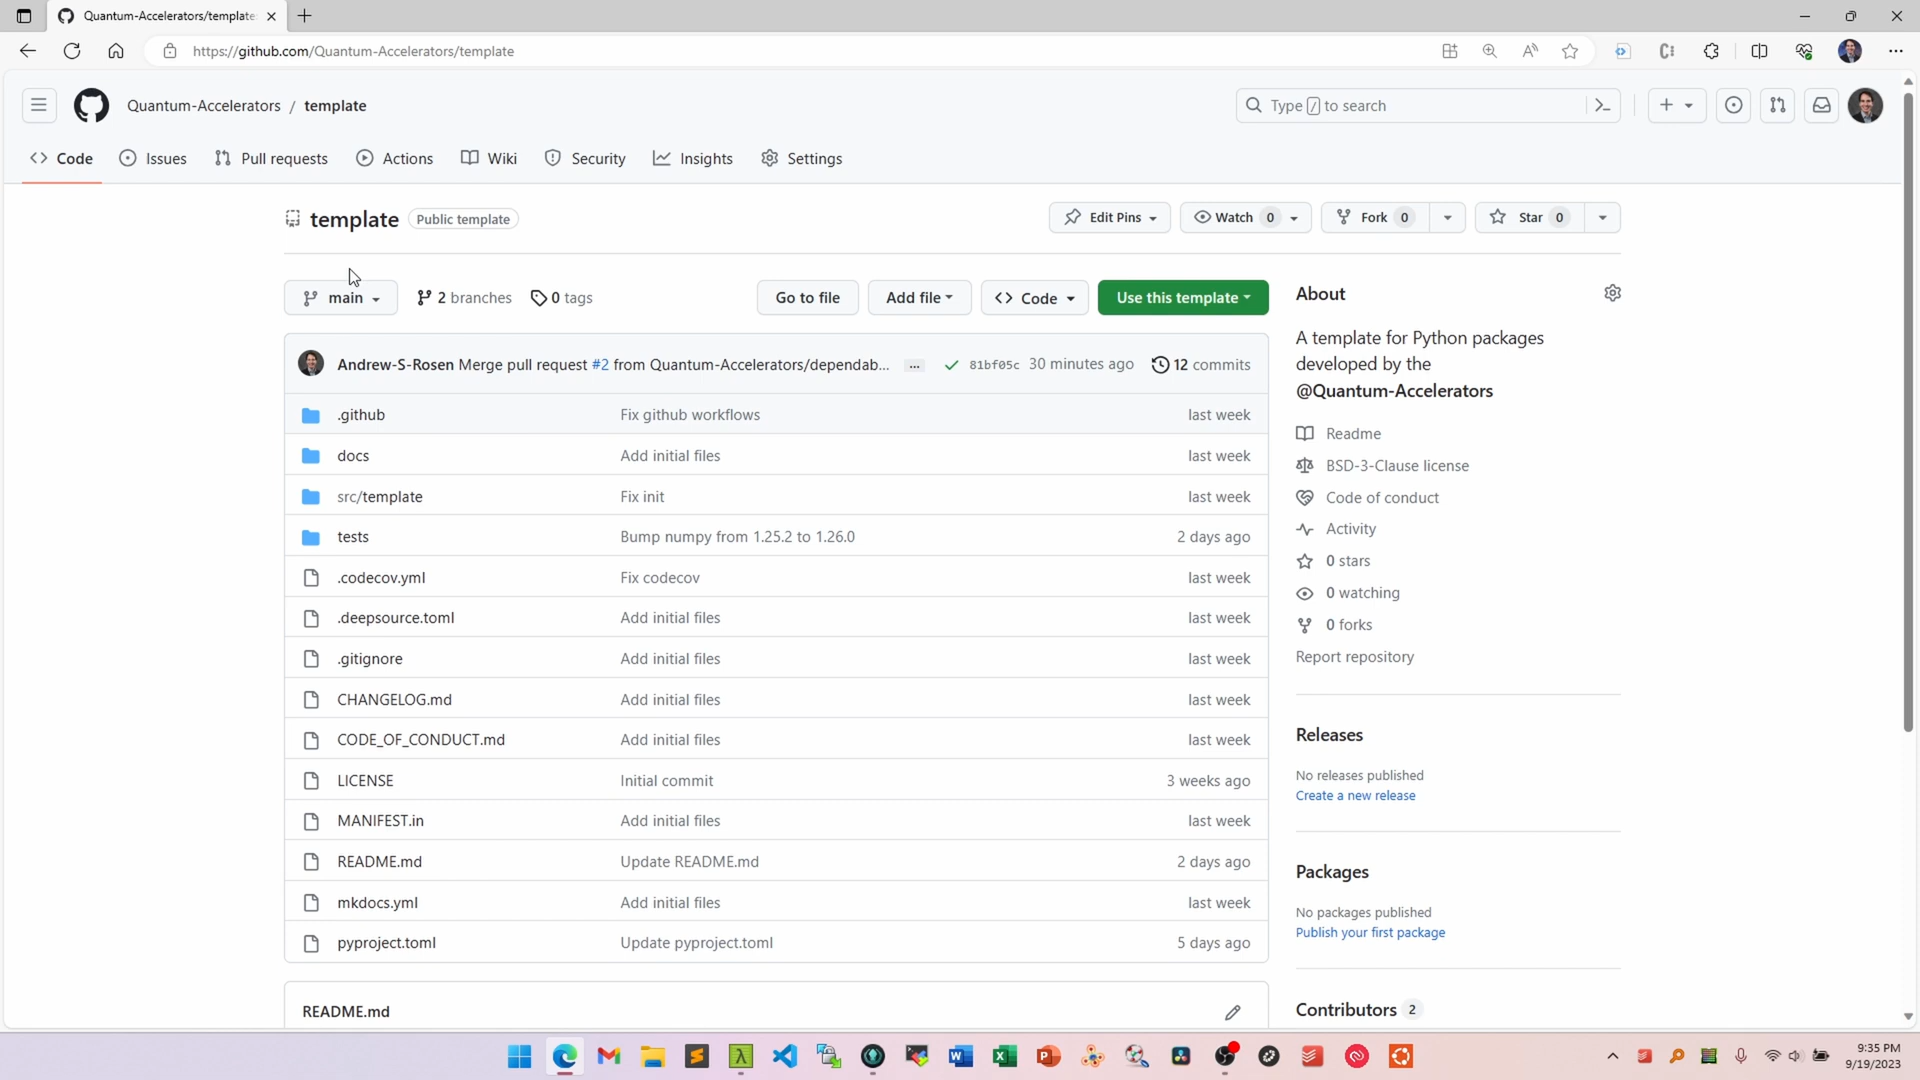 Quantum-Accelerators/template
https://github.com/Quantum-Accelerators/template
Quantum-Accelerators / template
Type / to search
Code
Issues
Pull requests
Actions
Wiki
Security
Insights
Settings
template
Public template
Edit Pins
Watch 0
Fork 0
Star 0
main
2 branches
0 tags
Go to file
Add file
Code
Use this template
Andrew-S-Rosen Merge pull request #2 from Quantum-Accelerators/dependab... ... 81bf05c 30 minutes ago 12 commits
.github Fix github workflows last week
docs Add initial files last week
src/template Fix init last week
tests Bump numpy from 1.25.2 to 1.26.0 2 days ago
.codecov.yml Fix codecov last week
.deepsource.toml Add initial files last week
.gitignore Add initial files last week
CHANGELOG.md Add initial files last week
CODE_OF_CONDUCT.md Add initial files last week
LICENSE Initial commit 3 weeks ago
MANIFEST.in Add initial files last week
README.md Update README.md 2 days ago
mkdocs.yml Add initial files last week
pyproject.toml Update pyproject.toml 5 days ago
README.md
About
A template for Python packages
developed by the
@Quantum-Accelerators
Readme
BSD-3-Clause license
Code of conduct
Activity
0 stars
0 watching
0 forks
Report repository
Releases
No releases published
Create a new release
Packages
No packages published
Publish your first package
Contributors 2
9:35 PM
9/19/2023